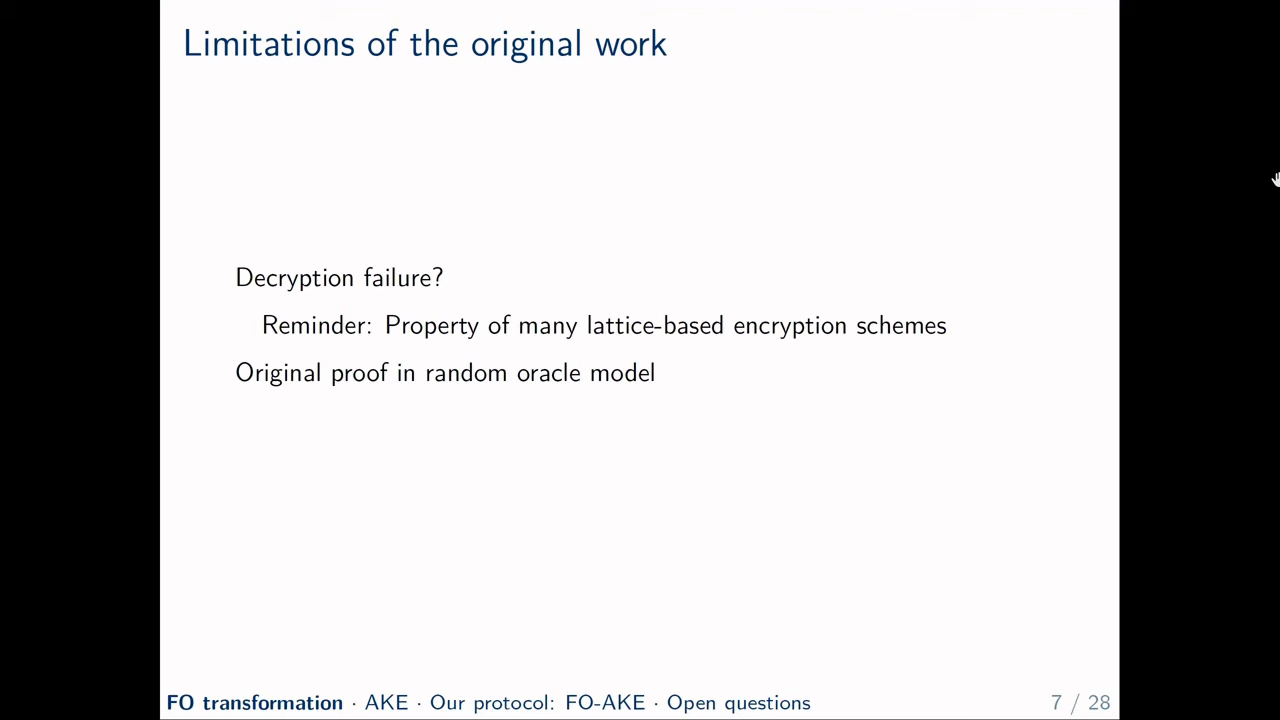 Limitations of the original work
Decryption failure?
Reminder: Property of many lattice-based encryption schemes
Original proof in random oracle model
FO transformation · AKE · Our protocol: FO-AKE · Open questions
7 / 28